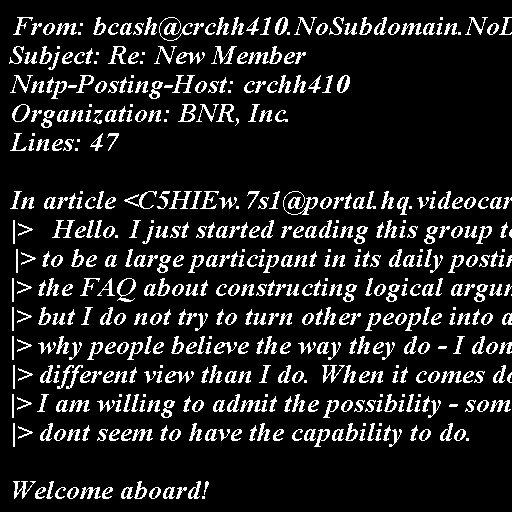 From: bcash@crchh410.NoSubdomain.NoD
Subject: Re: New Member
Nntp-Posting-Host: crchh410
Organization: BNR, Inc.
Lines: 47

In article <C5HIEw.7s1@portal.hq.videocar
|>   Hello. I just started reading this group to
|> to be a large participant in its daily postin
|> the FAQ about constructing logical argum
|> but I do not try to turn other people into a
|> why people believe the way they do - I don
|> different view than I do. When it comes do
|> I am willing to admit the possibility - som
|> dont seem to have the capability to do.

Welcome aboard!